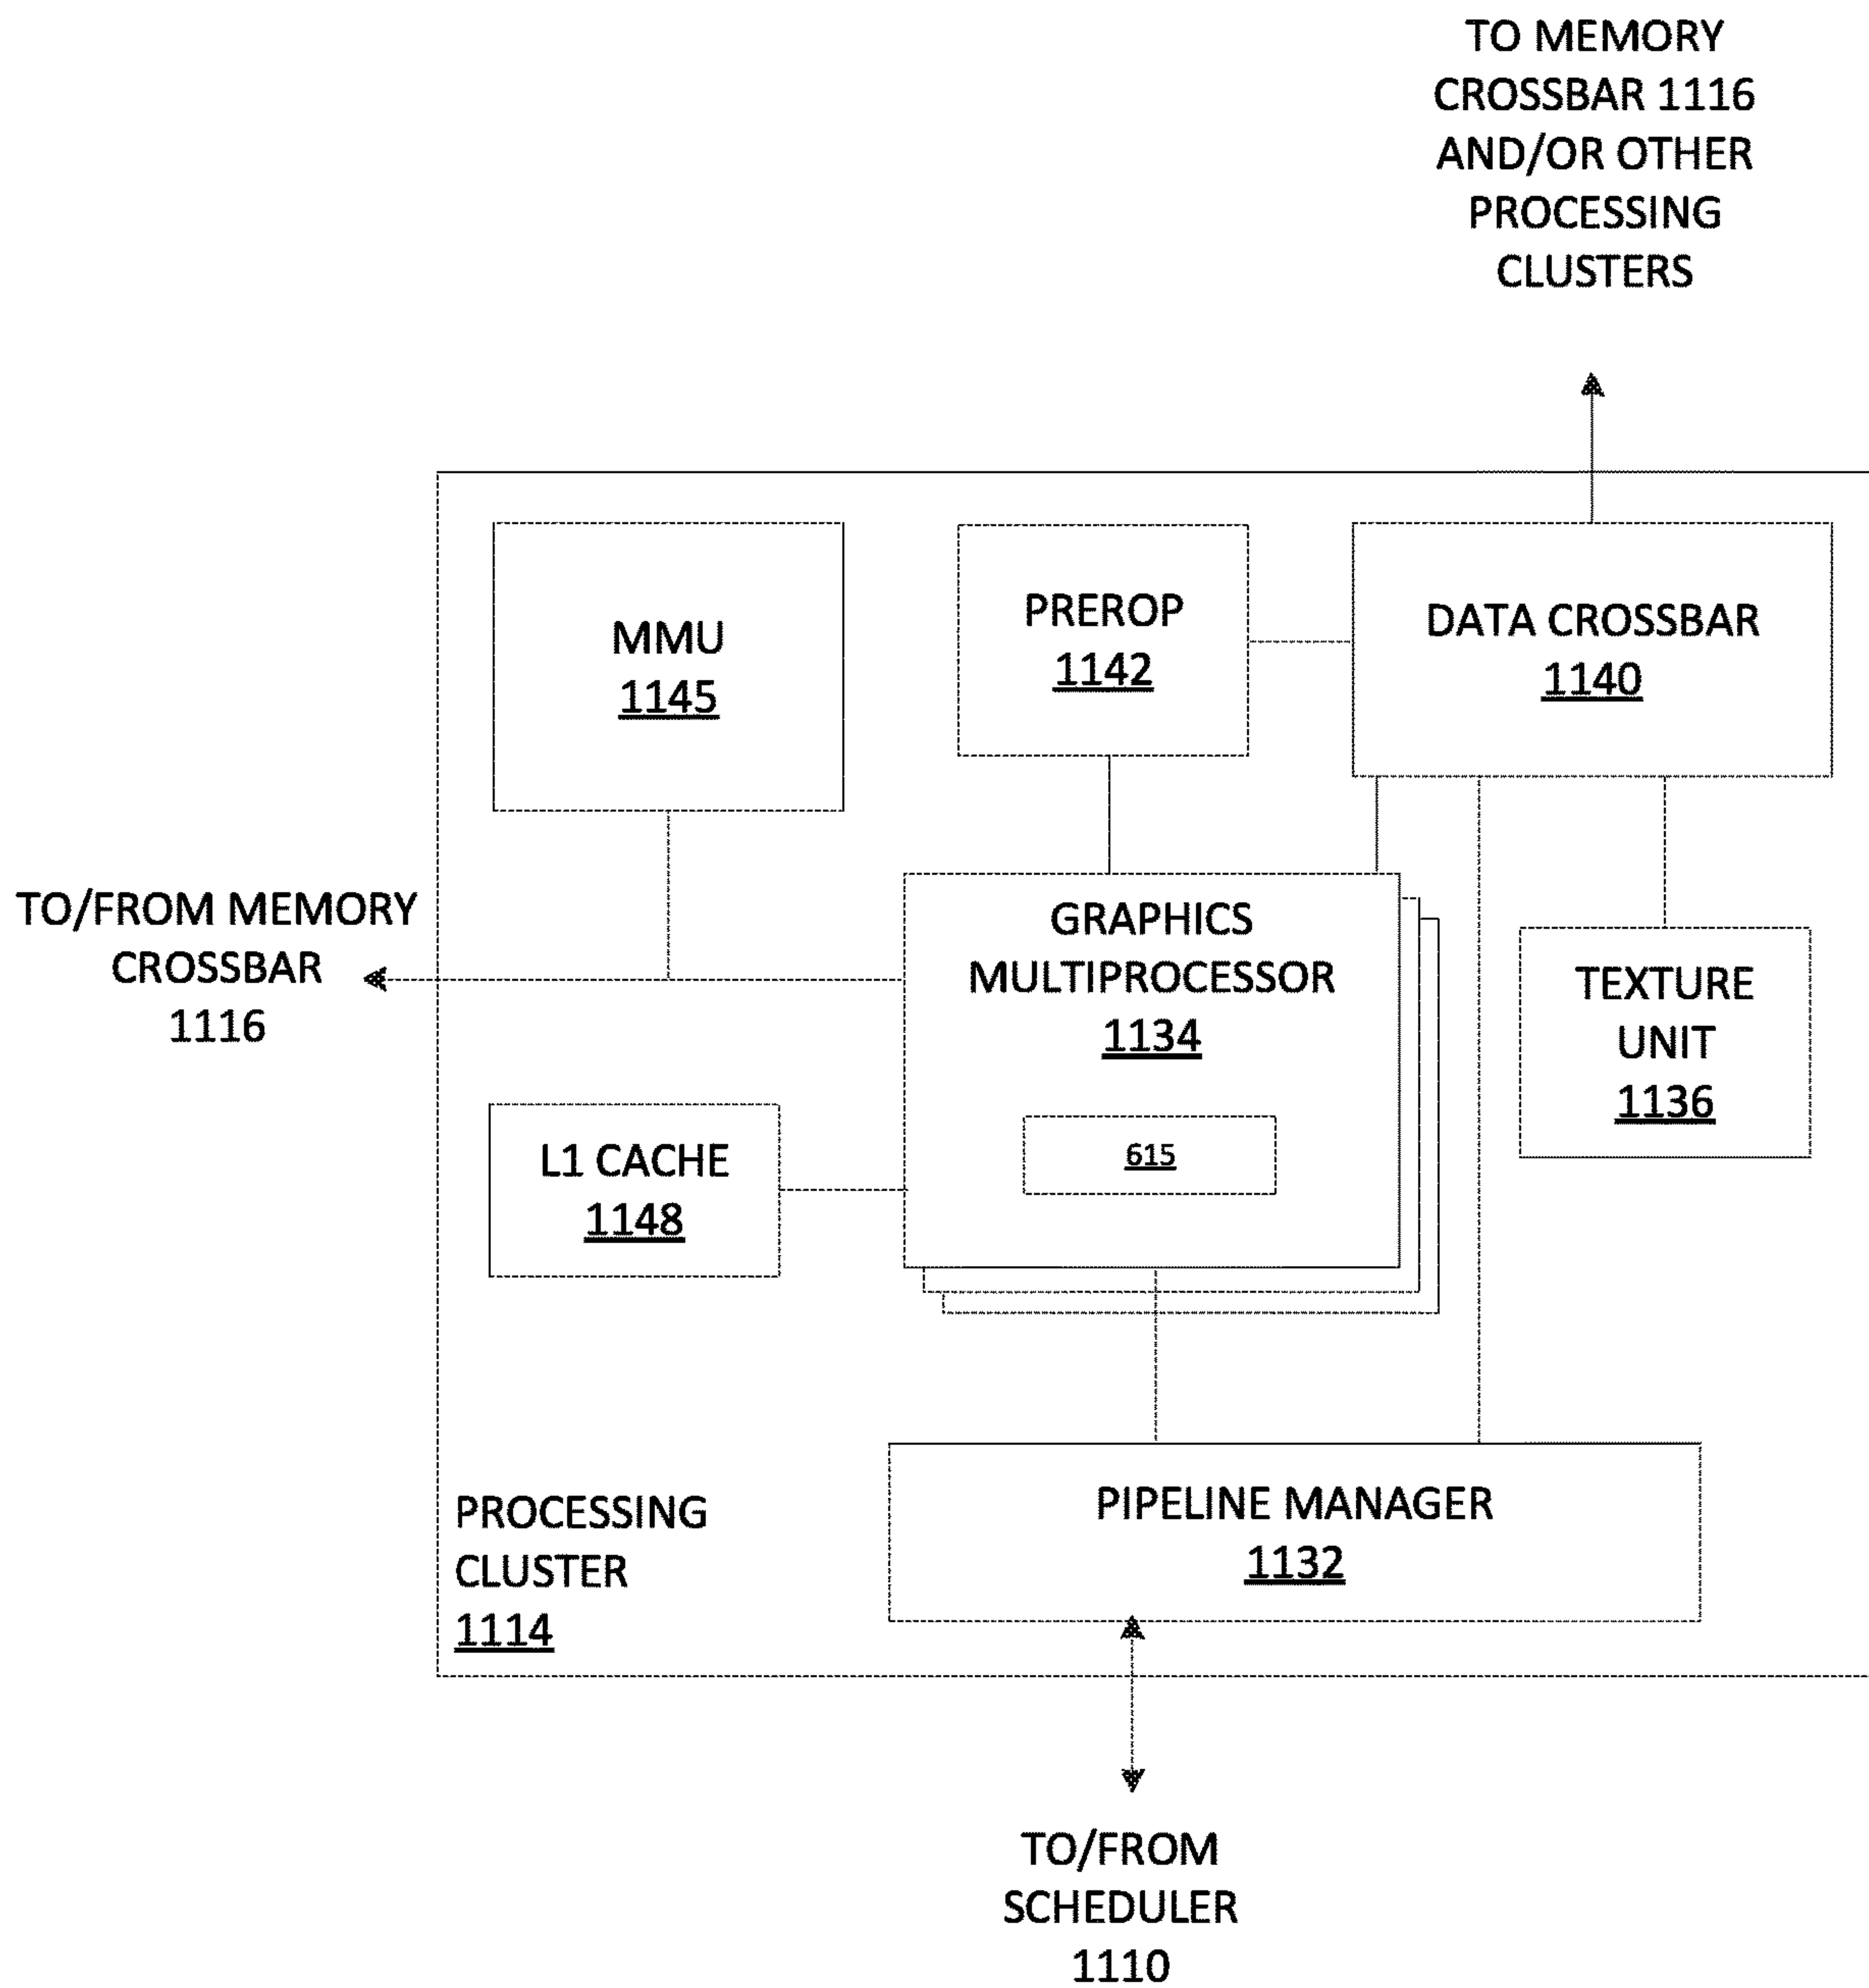 TO MEMORY
CROSSBAR 1116
AND/OR OTHER
PROCESSING
CLUSTERS
MMU
1145
PREROP
1142
DATA CROSSBAR
1140
TO/FROM MEMORY
CROSSBAR
1116
GRAPHICS
MULTIPROCESSOR
1134
615
TEXTURE
UNIT
1136
L1 CACHE
1148
PIPELINE MANAGER
1132
PROCESSING
CLUSTER
1114
TO/FROM
SCHEDULER
1110